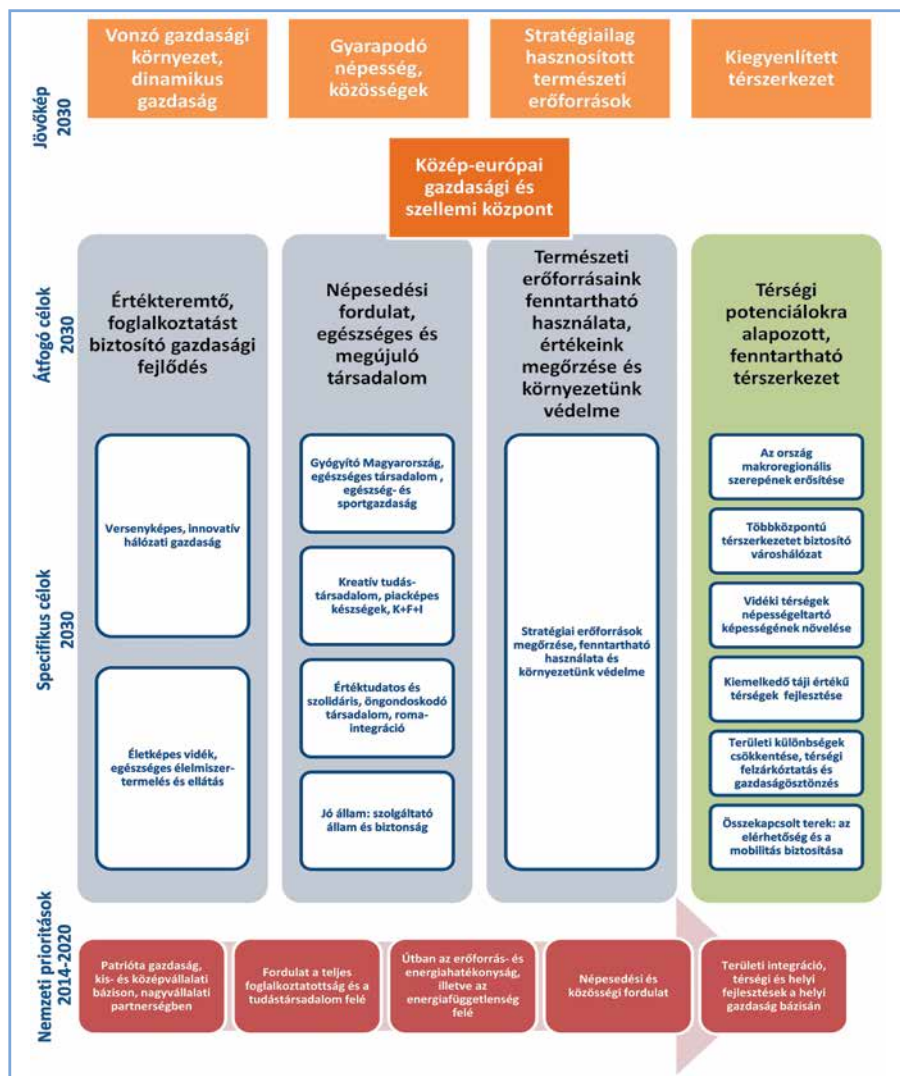 Jövőkép
2030
Vonzó gazdasági
környezet,
dinamikus
gazdaság
Gyarapodó
népesség,
közösségek
Stratégiailag
hasznosított
természeti
erőforrások
Kiegyenlített
térszerkezet
Közép-európai
gazdasági és
szellemi központ
Átfogó célok
2030
Értékteremtő,
foglalkoztatást
biztosító gazdasági
fejlődés
Népesedési
fordulat,
egészséges és
megújuló
társadalom
Természeti
erőforrásaink
fenntartható
használata,
értékeink
megőrzése és
környezetünk
védelme
Térségi
potenciálokra
alapozott,
fenntartható
térszerkezet
Specifikus célok
2030
Versenyképes, innovatív
hálózati gazdaság
Életképes vidék,
egészséges élelmiszer-
termelés és ellátás
Gyógyító Magyarország,
egészséges társadalom ,
egészség- és
sportgazdaság
Kreatív tudás-
társadalom, piacképes
készségek, K+F+I
Értéktudatos és
szolidáris, öngondoskodó
társadalom, roma-
integráció
Jó állam: szolgáltató
állam és biztonság
Stratégiai erőforrások
megőrzése, fenntartható
használata és
környezetünk védelme
Az ország
makroregionális
szerepének erősítése
Többközpontú
térszerkezetet biztosító
városhálózat
Vidéki térségek
népességeltartó
képességének növelése
Kiemelkedő táji értékű
térségek fejlesztése
Területi különbségek
csökkentése, térségi
felzárkóztatás és
gazdaságösztönzés
Összekapcsolt terek: az
elérhetőség és a
mobilitás biztosítása
Nemzeti prioritások
2014-2020
Patrióta gazdaság,
kis- és középvállalati
bázison, nagyvállalati
partnerségben
Fordulat a teljes
foglalkoztatottság és a
tudástársadalom felé
Útban az erőforrás- és
energiahatékonyság,
illetve az
energiafüggetlenség
felé
Népesedési és
közösségi fordulat
Területi integráció,
térségi és helyi
fejlesztések a helyi
gazdaság bázisán